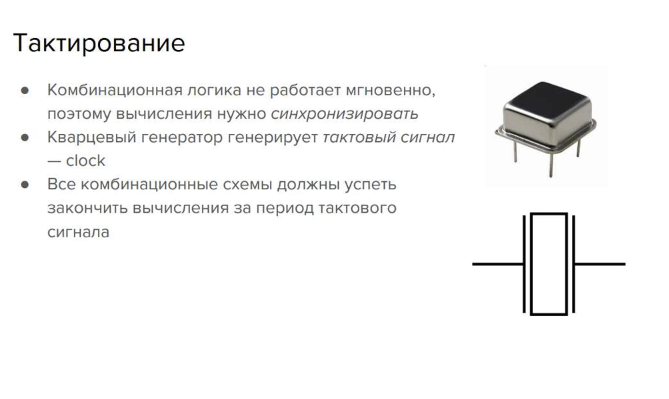 Тактирование
● Комбинационная логика не работает мгновенно,
поэтому вычисления нужно синхронизировать
● Кварцевый генератор генерирует тактовый сигнал
— clock
● Все комбинационные схемы должны успеть
закончить вычисления за период тактового
сигнала